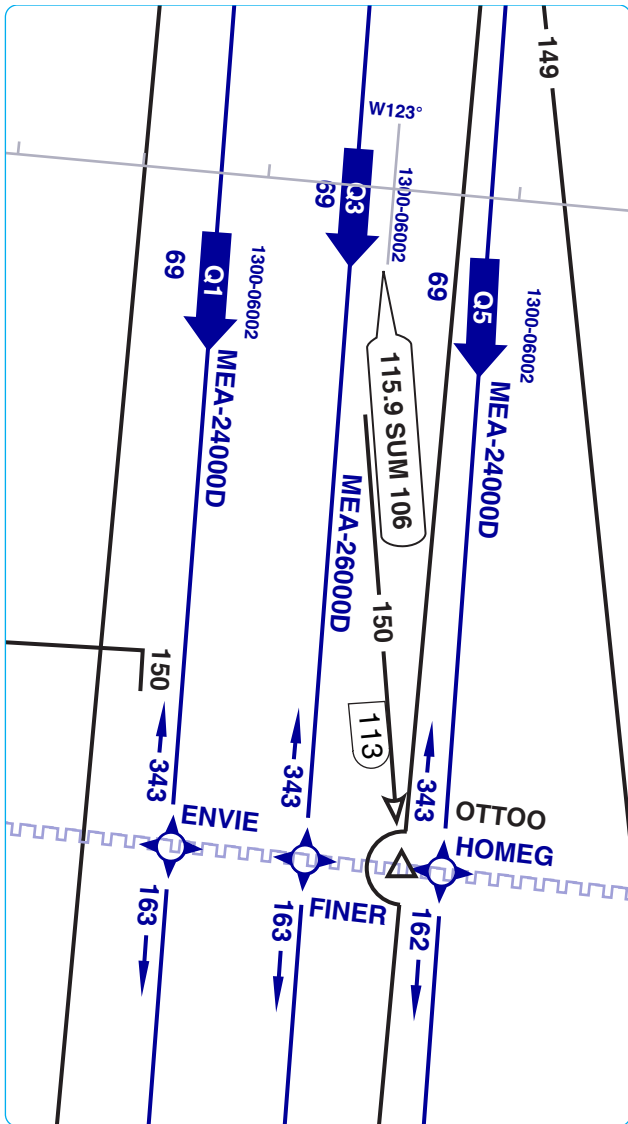 149
W123°
Q3
69
1300-06002
Q1
69
1300-06002
Q5
69
1300-06002
MEA-24000D
115.9 SUM 106
MEA-24000D
MEA-26000D
150
150
113
343
343
343
ENVIE
OTTOO
HOMEG
FINER
163
163
162